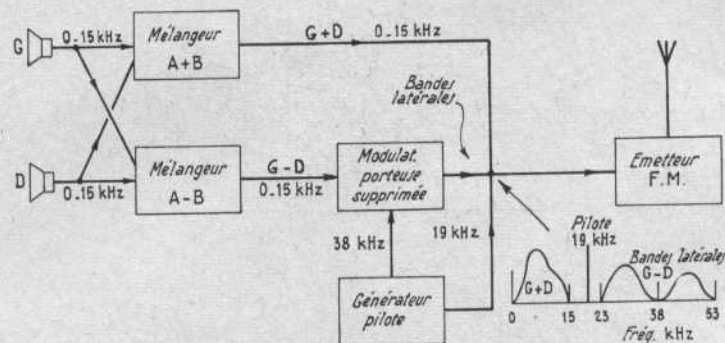 G
0.15 kHz
Mélangeur
A+B
G+D
0.15 kHz
D
0.15 kHz
Mélangeur
A-B
G-D
0.15 kHz
Modulat.
porteuse
supprimée
Bandes
latérales
Emetteur
F.M.
38 kHz
19 kHz
Générateur
pilote
Pilote
19 kHz
Bandes latérales
G-D
G+D
0 15 23 38 53
Fréq. kHz